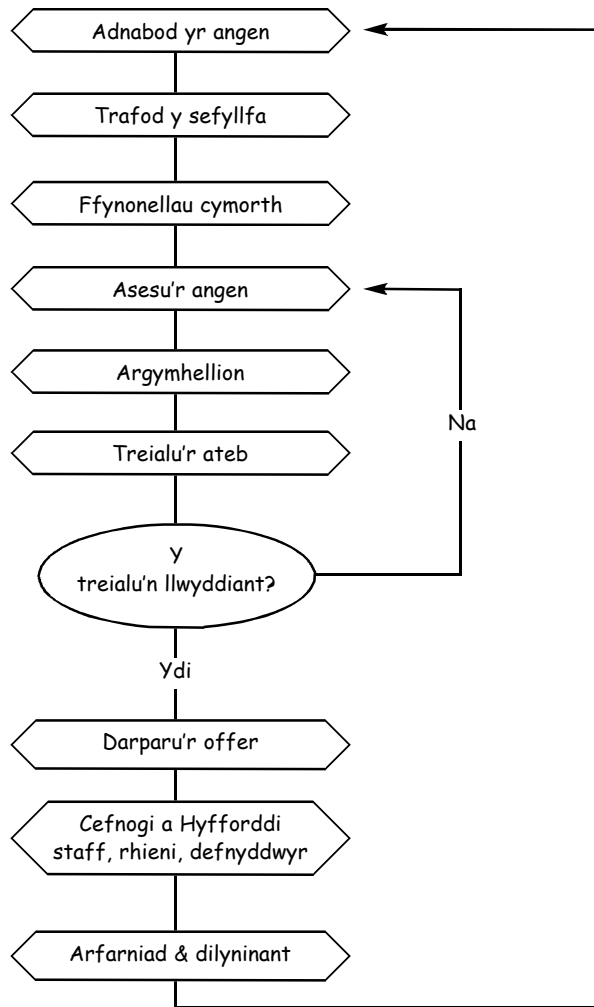 Adnabod yr angen
Trafod y sefyllfa
Ffynonellau cymorth
Asesu'r angen
Argymhellion
Na
Treialu'r ateb
Y
treialu'n llwyddiant?
Ydi
Darparu'r offer
Cefnogi a Hyfforddi
staff, rhieni, defnyddwyr
Arfarniad & dilyninant